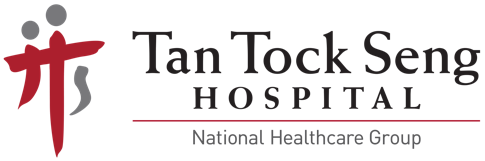 Tan Tock Seng
HOSPITAL
National Healthcare Group